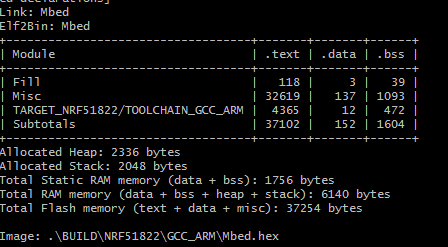 Link: Mbed
Elf2Bin: Mbed
+-----------------------------------+-------+-------+------+
| Module | .text | .data | .bss |
+-----------------------------------+-------+-------+------+
| Fill | 118 | 3 | 39 |
| Misc | 32619 | 137 | 1093 |
| TARGET_NRF51822/TOOLCHAIN_GCC_ARM | 4365 | 12 | 472 |
| Subtotals | 37102 | 152 | 1604 |
+-----------------------------------+-------+-------+------+
Allocated Heap: 2336 bytes
Allocated Stack: 2048 bytes
Total Static RAM memory (data + bss): 1756 bytes
Total RAM memory (data + bss + heap + stack): 6140 bytes
Total Flash memory (text + data + misc): 37254 bytes
Image: .\BUILD\NRF51822\GCC_ARM\Mbed.hex